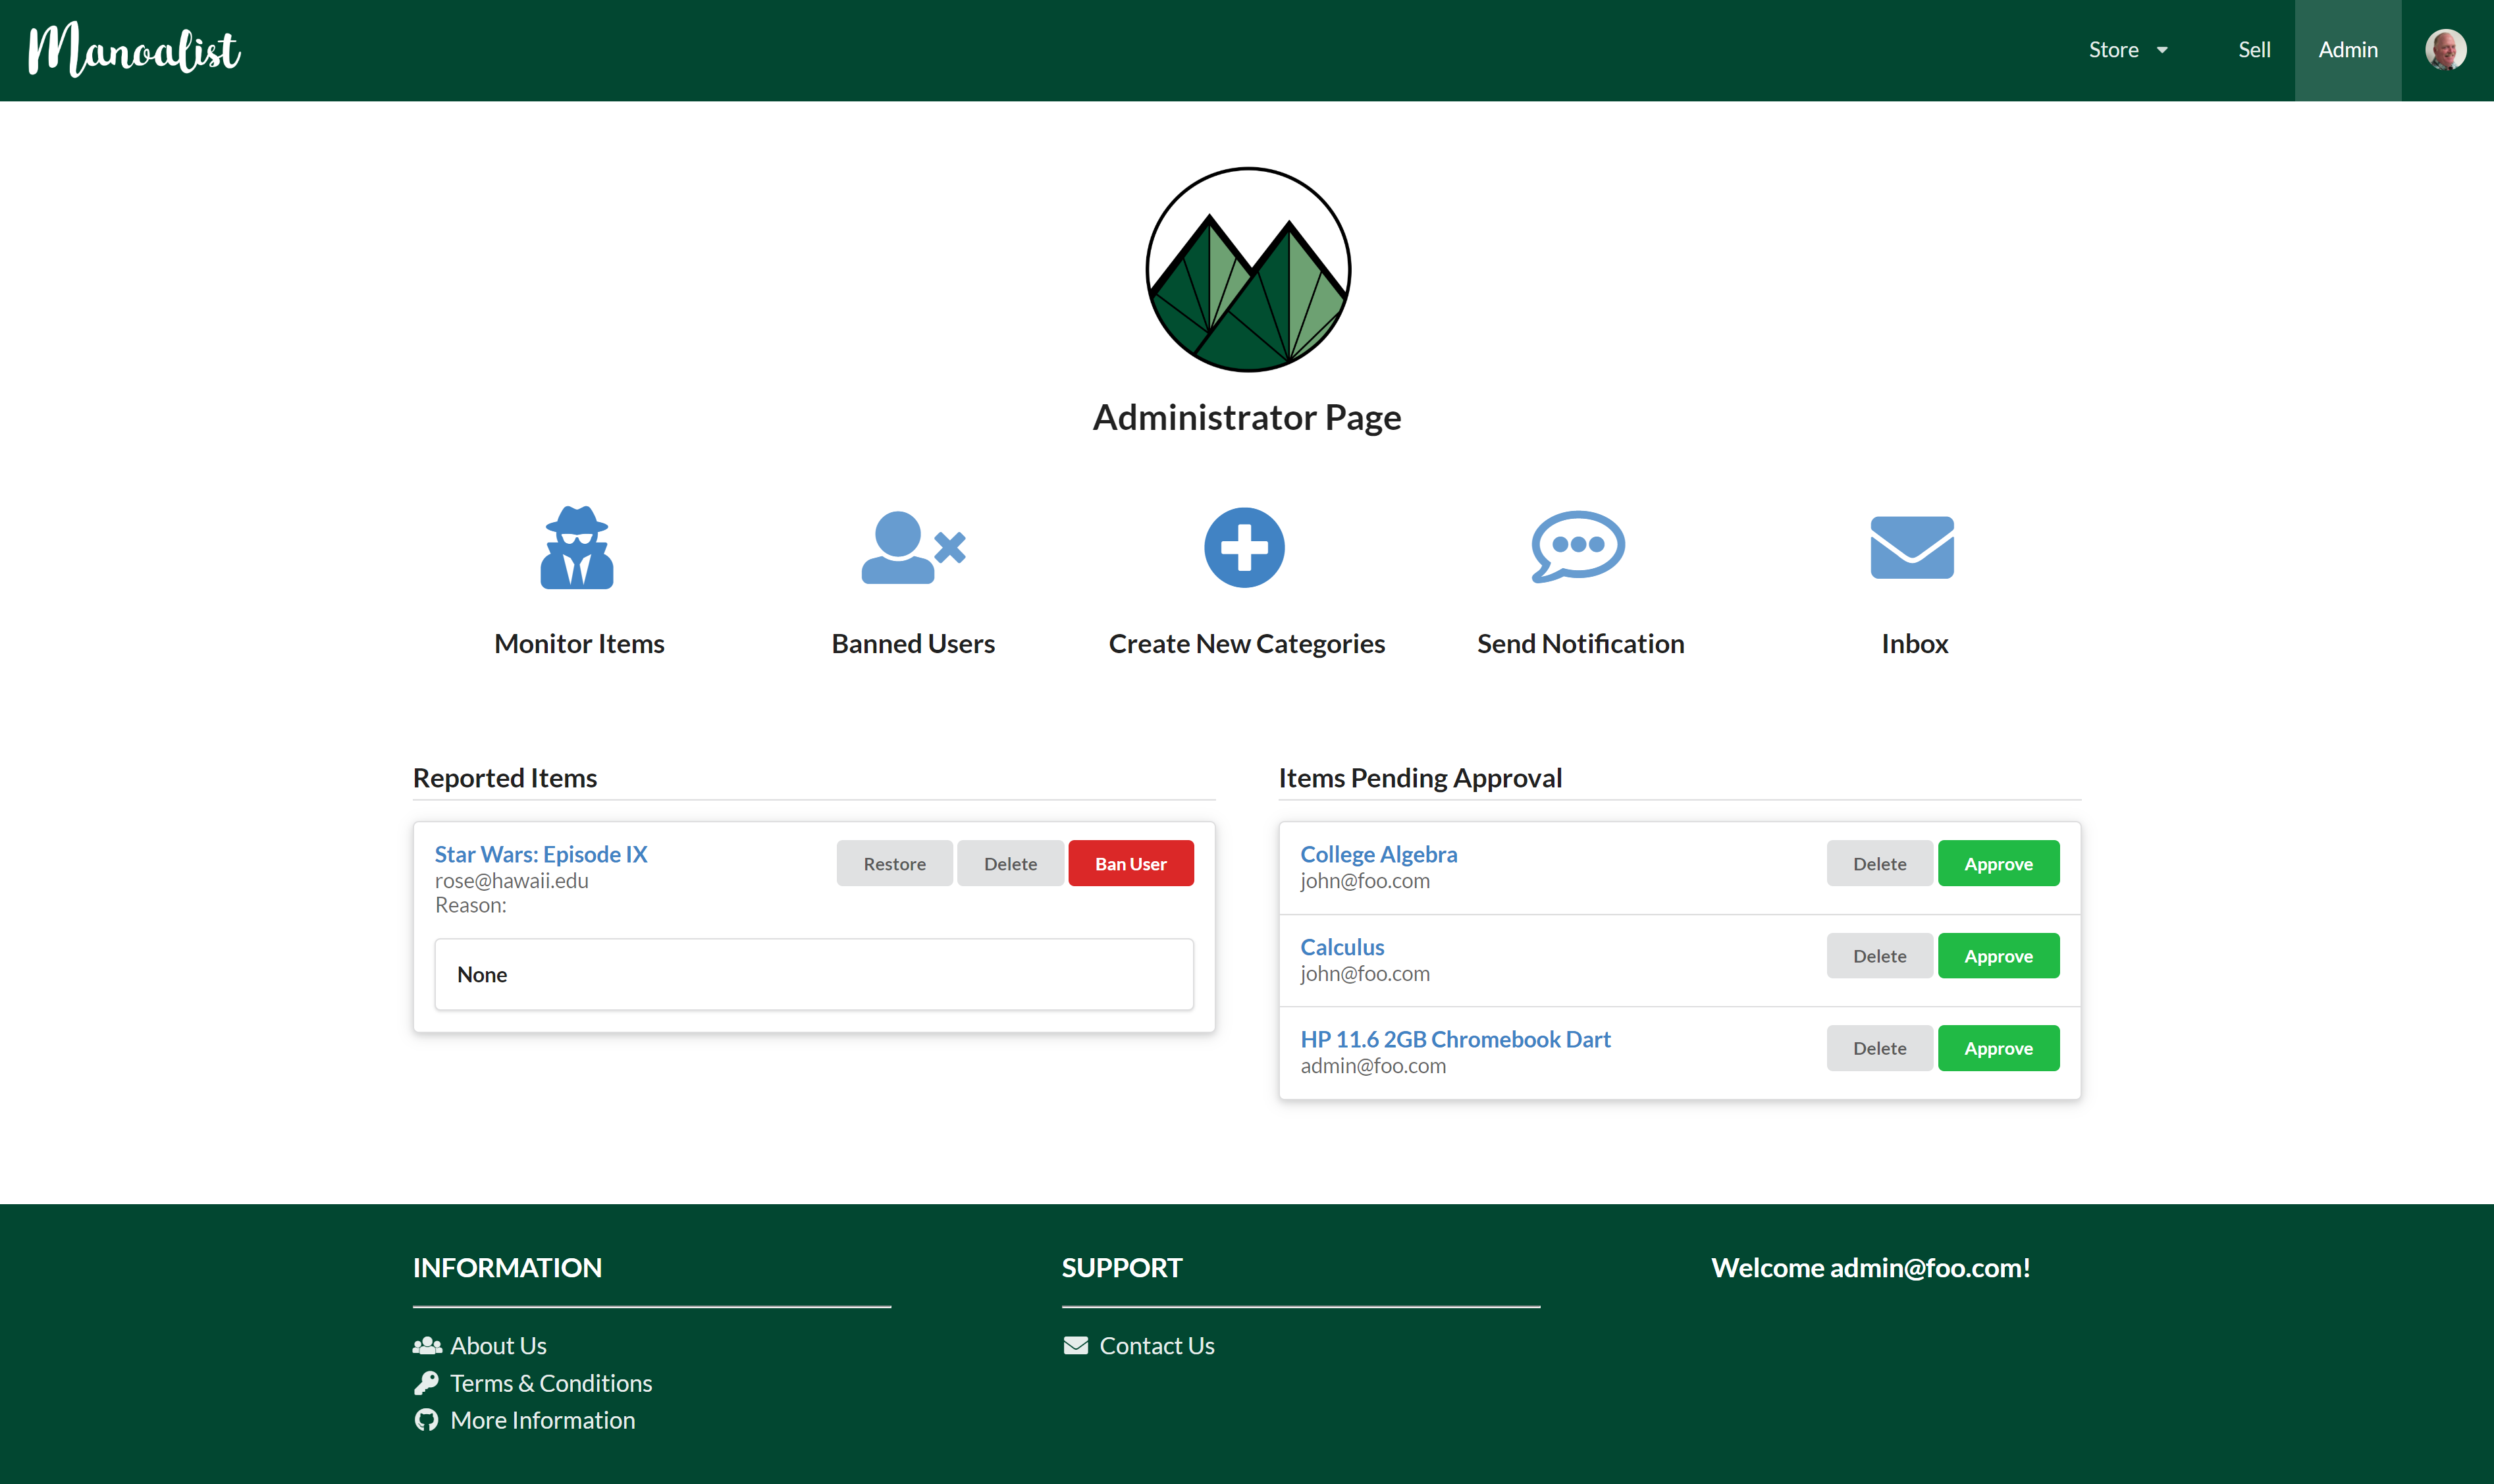 Manoalist
Store
Sell
Admin
Administrator Page
Monitor Items
Banned Users
Create New Categories
Send Notification
Inbox
Reported Items
Star Wars: Episode IX
rose@hawaii.edu
Reason:
Restore
Delete
Ban User
None
Items Pending Approval
College Algebra
john@foo.com
Delete
Approve
Calculus
john@foo.com
Delete
Approve
HP 11.6 2GB Chromebook Dart
admin@foo.com
Delete
Approve
INFORMATION
About Us
Terms & Conditions
More Information
SUPPORT
Contact Us
Welcome admin@foo.com!